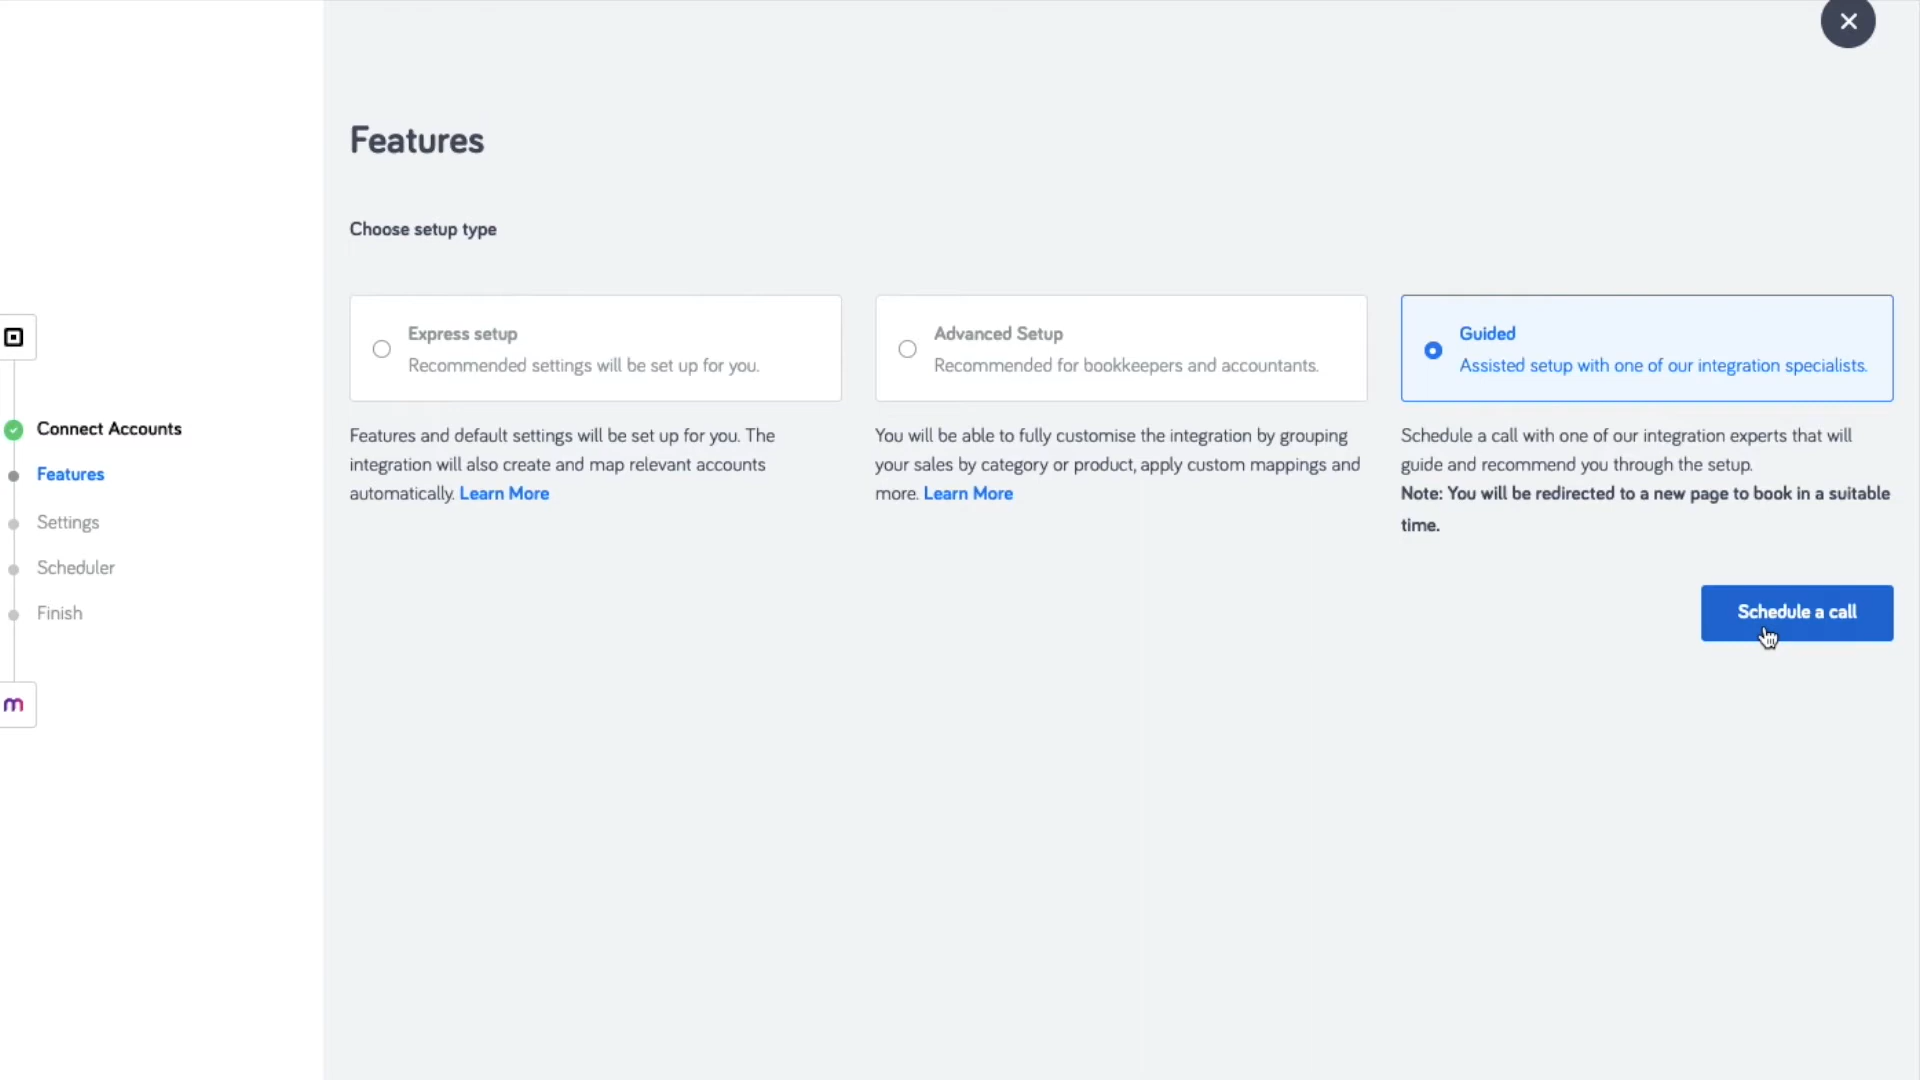 Features
Choose setup type
Express setup
Recommended settings will be set up for you.
Features and default settings will be set up for you. The
integration will also create and map relevant accounts
automatically. Learn More
Advanced Setup
Recommended for bookkeepers and accountants.
You will be able to fully customise the integration by grouping
your sales by category or product, apply custom mappings and
more. Learn More
Guided
Assisted setup with one of our integration specialists.
Schedule a call with one of our integration experts that will
guide and recommend you through the setup.
Note: You will be redirected to a new page to book in a suitable
time.
Schedule a call
Connect Accounts
Features
Settings
Scheduler
Finish
m